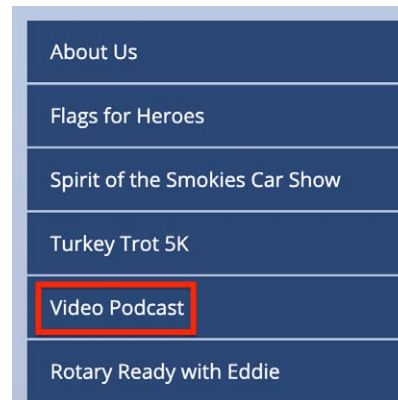 About Us
Flags for Heroes
Spirit of the Smokies Car Show
Turkey Trot 5K
Video Podcast
Rotary Ready with Eddie